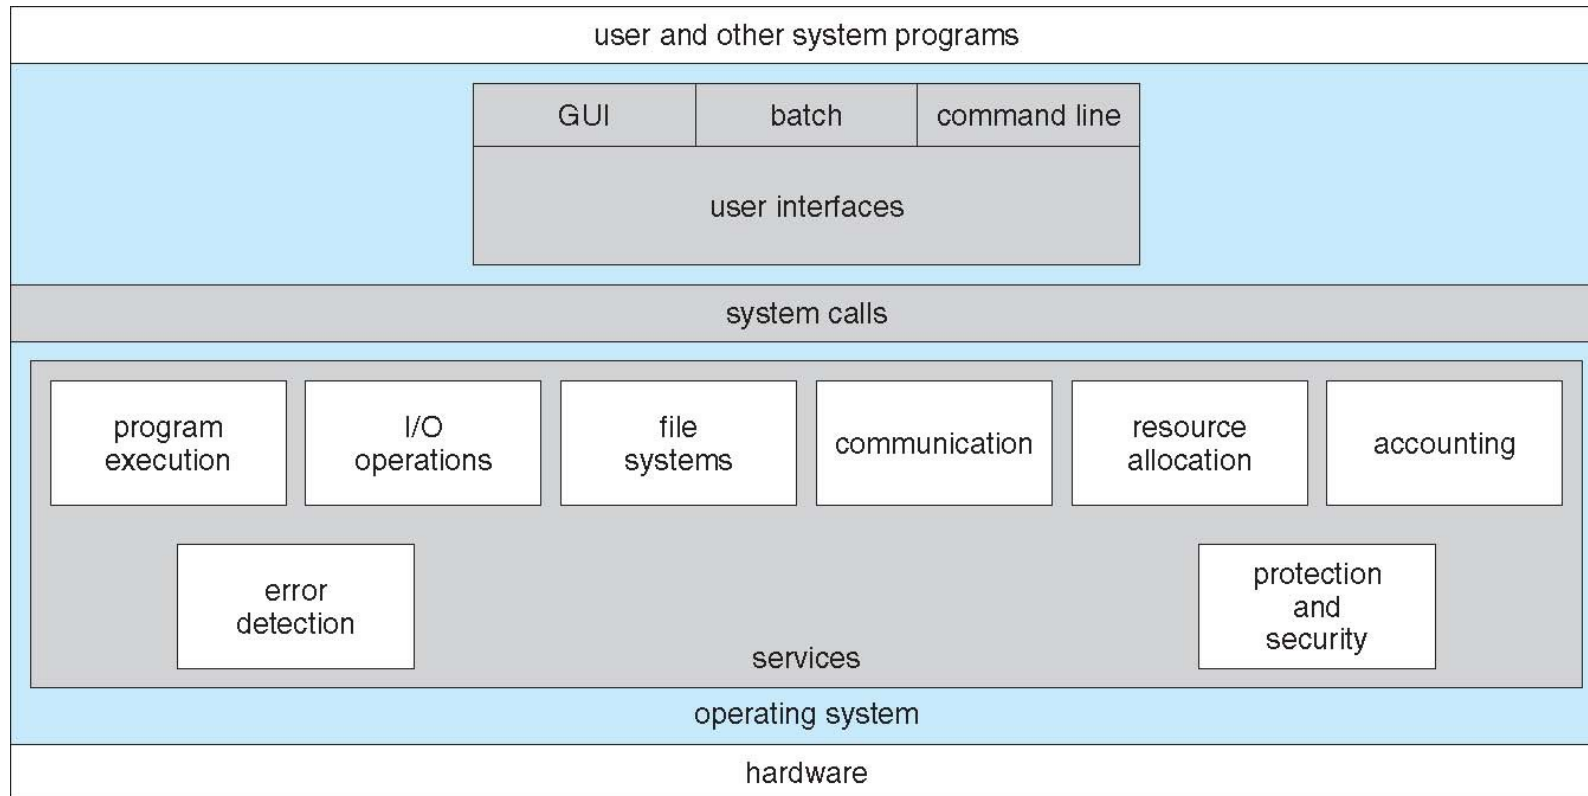 user and other system programs
GUI
batch
command line
user interfaces
system calls
program
execution
I/O
operations
file
systems
communication
resource
allocation
accounting
error
detection
protection
and
security
services
operating system
hardware